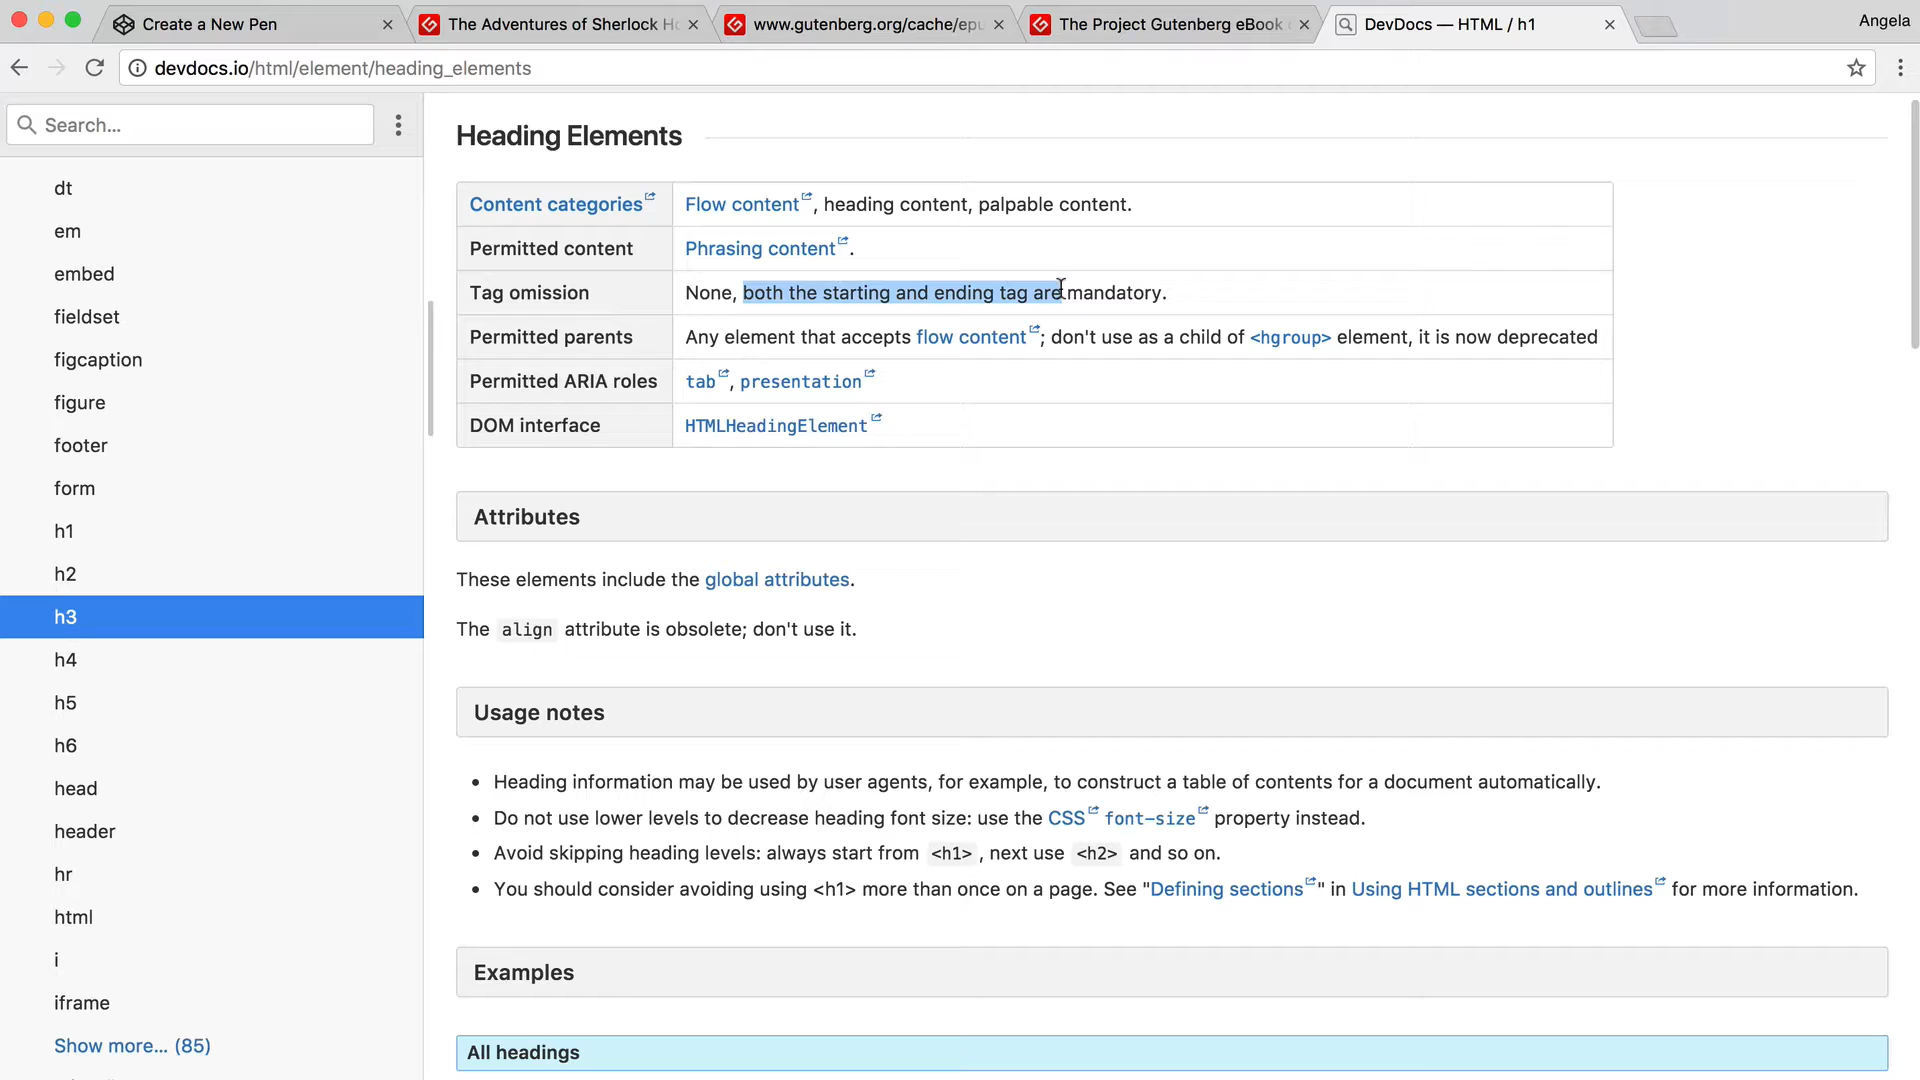 Create a New Pen
The Adventures of Sherlock Ho
www.gutenberg.org/cache/epu
The Project Gutenberg eBook
DevDocs — HTML / h1
Angela
devdocs.io/html/element/heading_elements
Search...
dt
em
embed
fieldset
figcaption
figure
footer
form
h1
h2
h3
h4
h5
h6
head
header
hr
html
i
iframe
Show more… (85)
Heading Elements
Content categories Flow content, heading content, palpable content.
Permitted content Phrasing content.
Tag omission None, both the starting and ending tag are mandatory.
Permitted parents Any element that accepts flow content; don't use as a child of <hgroup> element, it is now deprecated
Permitted ARIA roles tab, presentation
DOM interface HTMLHeadingElement
Attributes
These elements include the global attributes.
The align attribute is obsolete; don't use it.
Usage notes
• Heading information may be used by user agents, for example, to construct a table of contents for a document automatically.
• Do not use lower levels to decrease heading font size: use the CSS font-size property instead.
• Avoid skipping heading levels: always start from <h1>, next use <h2> and so on.
• You should consider avoiding using <h1> more than once on a page. See "Defining sections" in Using HTML sections and outlines for more information.
Examples
All headings